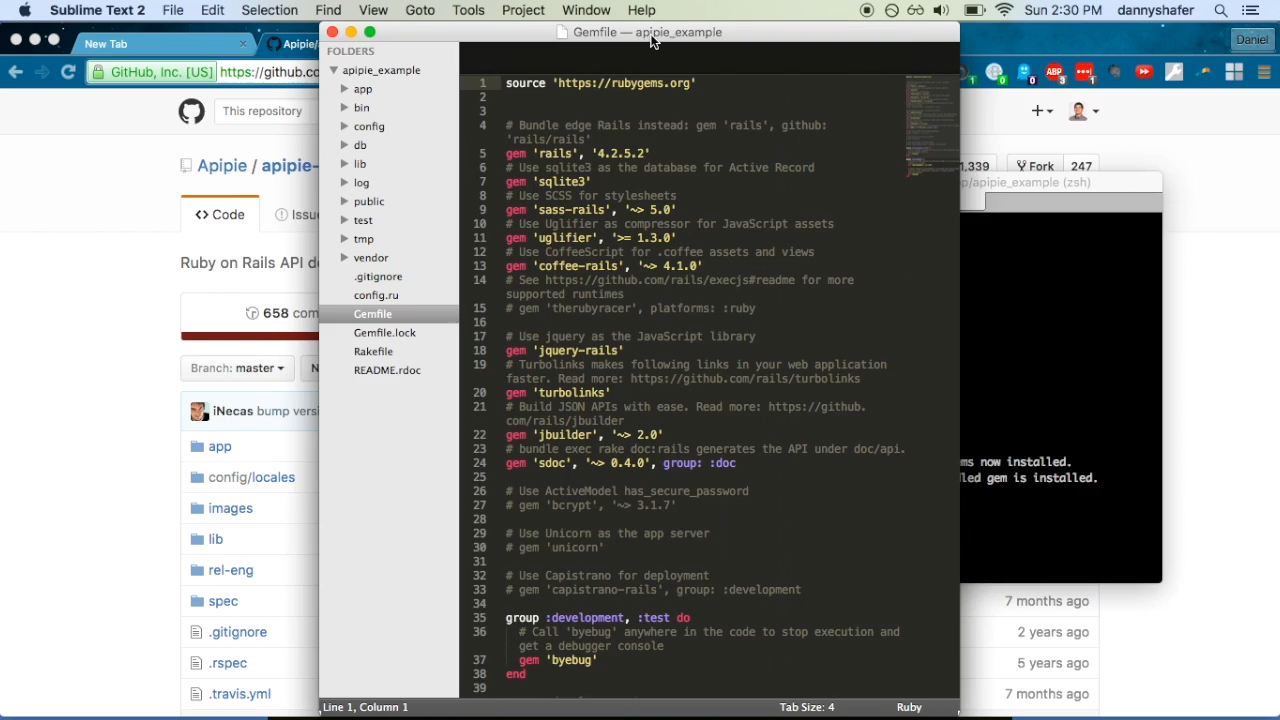 Sublime Text 2 File Edit Selection Find View Goto Tools Project Window Help Sun 2:30 PM dannyshafer
New Tab
Apipie/
Daniel
GitHub, Inc. [US] https://github.co
This repository
Apipie / apipie-
1,339
Fork 247
Code
Issue
Ruby on Rails API d
658 com
Branch: master
N
iNecas bump versi
app
config/locales
images
lib
rel-eng
spec
7 months ago
.gitignore
2 years ago
.rspec
5 years ago
.travis.yml
7 months ago
p/apipie_example (zsh)
ms now installed.
led gem is installed.
Gemfile — apipie_example
FOLDERS
apipie_example
app
bin
config
db
lib
log
public
test
tmp
vendor
.gitignore
config.ru
Gemfile
Gemfile.lock
Rakefile
README.rdoc
1 source 'https://rubygems.org'
2
3
4 # Bundle edge Rails instead: gem 'rails', github:
'rails/rails'
5 gem 'rails', '4.2.5.2'
6 # Use sqlite3 as the database for Active Record
7 gem 'sqlite3'
8 # Use SCSS for stylesheets
9 gem 'sass-rails', '~> 5.0'
10 # Use Uglifier as compressor for JavaScript assets
11 gem 'uglifier', '>= 1.3.0'
12 # Use CoffeeScript for .coffee assets and views
13 gem 'coffee-rails', '~> 4.1.0'
14 # See https://github.com/rails/execjs#readme for more
supported runtimes
15 # gem 'therubyracer', platforms: :ruby
16
17 # Use jquery as the JavaScript library
18 gem 'jquery-rails'
19 # Turbolinks makes following links in your web application
faster. Read more: https://github.com/rails/turbolinks
20 gem 'turbolinks'
21 # Build JSON APIs with ease. Read more: https://github.
com/rails/jbuilder
22 gem 'jbuilder', '~> 2.0'
23 # bundle exec rake doc:rails generates the API under doc/api.
24 gem 'sdoc', '~> 0.4.0', group: :doc
25
26 # Use ActiveModel has_secure_password
27 # gem 'bcrypt', '~> 3.1.7'
28
29 # Use Unicorn as the app server
30 # gem 'unicorn'
31
32 # Use Capistrano for deployment
33 # gem 'capistrano-rails', group: :development
34
35 group :development, :test do
36 # Call 'byebug' anywhere in the code to stop execution and
get a debugger console
37 gem 'byebug'
38 end
39
Line 1, Column 1
Tab Size: 4
Ruby